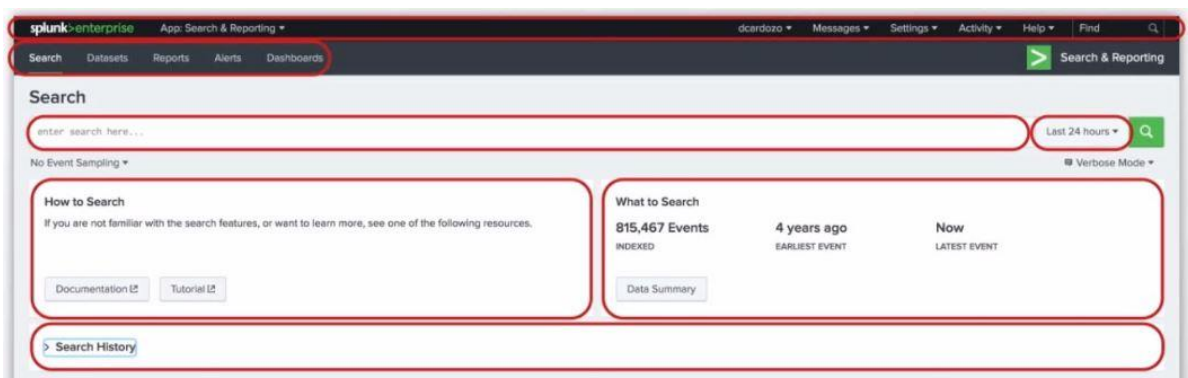 splunk>enterprise App: Search & Reporting dcardozo Messages Settings Activity Help Find
Search Datasets Reports Alerts Dashboards > Search & Reporting
Search
enter search here... Last 24 hours
No Event Sampling Verbose Mode
How to Search What to Search
If you are not familiar with the search features, or want to learn more, see one of the following resources.
815,467 Events 4 years ago Now
INDEXED EARLIEST EVENT LATEST EVENT
Documentation Tutorial Data Summary
> Search History